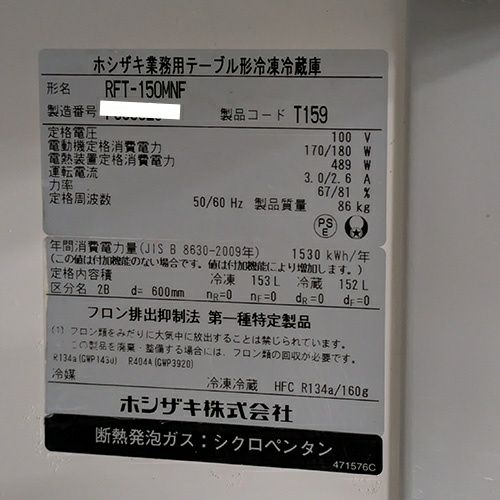 ホシザキ業務用テーブル形冷凍冷蔵庫
形名 RFT-150MNF
製造番号 製品コード T159
定格電圧 100 V
電動機定格消費電力 170/180 W
電熱装置定格消費電力 489 W
運転電流 3.0/2.6 A
力率 67/81 %
定格周波数 50/60 Hz 製品質量 86 kg
PS E
年間消費電力量(JIS B 8630-2009年) 1530 kWh/年
(この値は付加機能のない場合です。値は付加機能により増加します。)
定格内容積 冷凍 153 L 冷蔵 152 L
区分名 2B d= 600mm nR=0 nF=0 dR=0 dF=0
フロン排出抑制法 第一種特定製品
(1) フロン類をみだりに大気中に放出することは禁じられています。
この製品を廃棄・整備する場合には、フロン類の回収が必要です。
R134a(GWP1430) R404A(GWP3920)
冷媒 冷凍冷蔵 HFC R134a/160g
ホシザキ株式会社
断熱発泡ガス：シクロペンタン
471576C